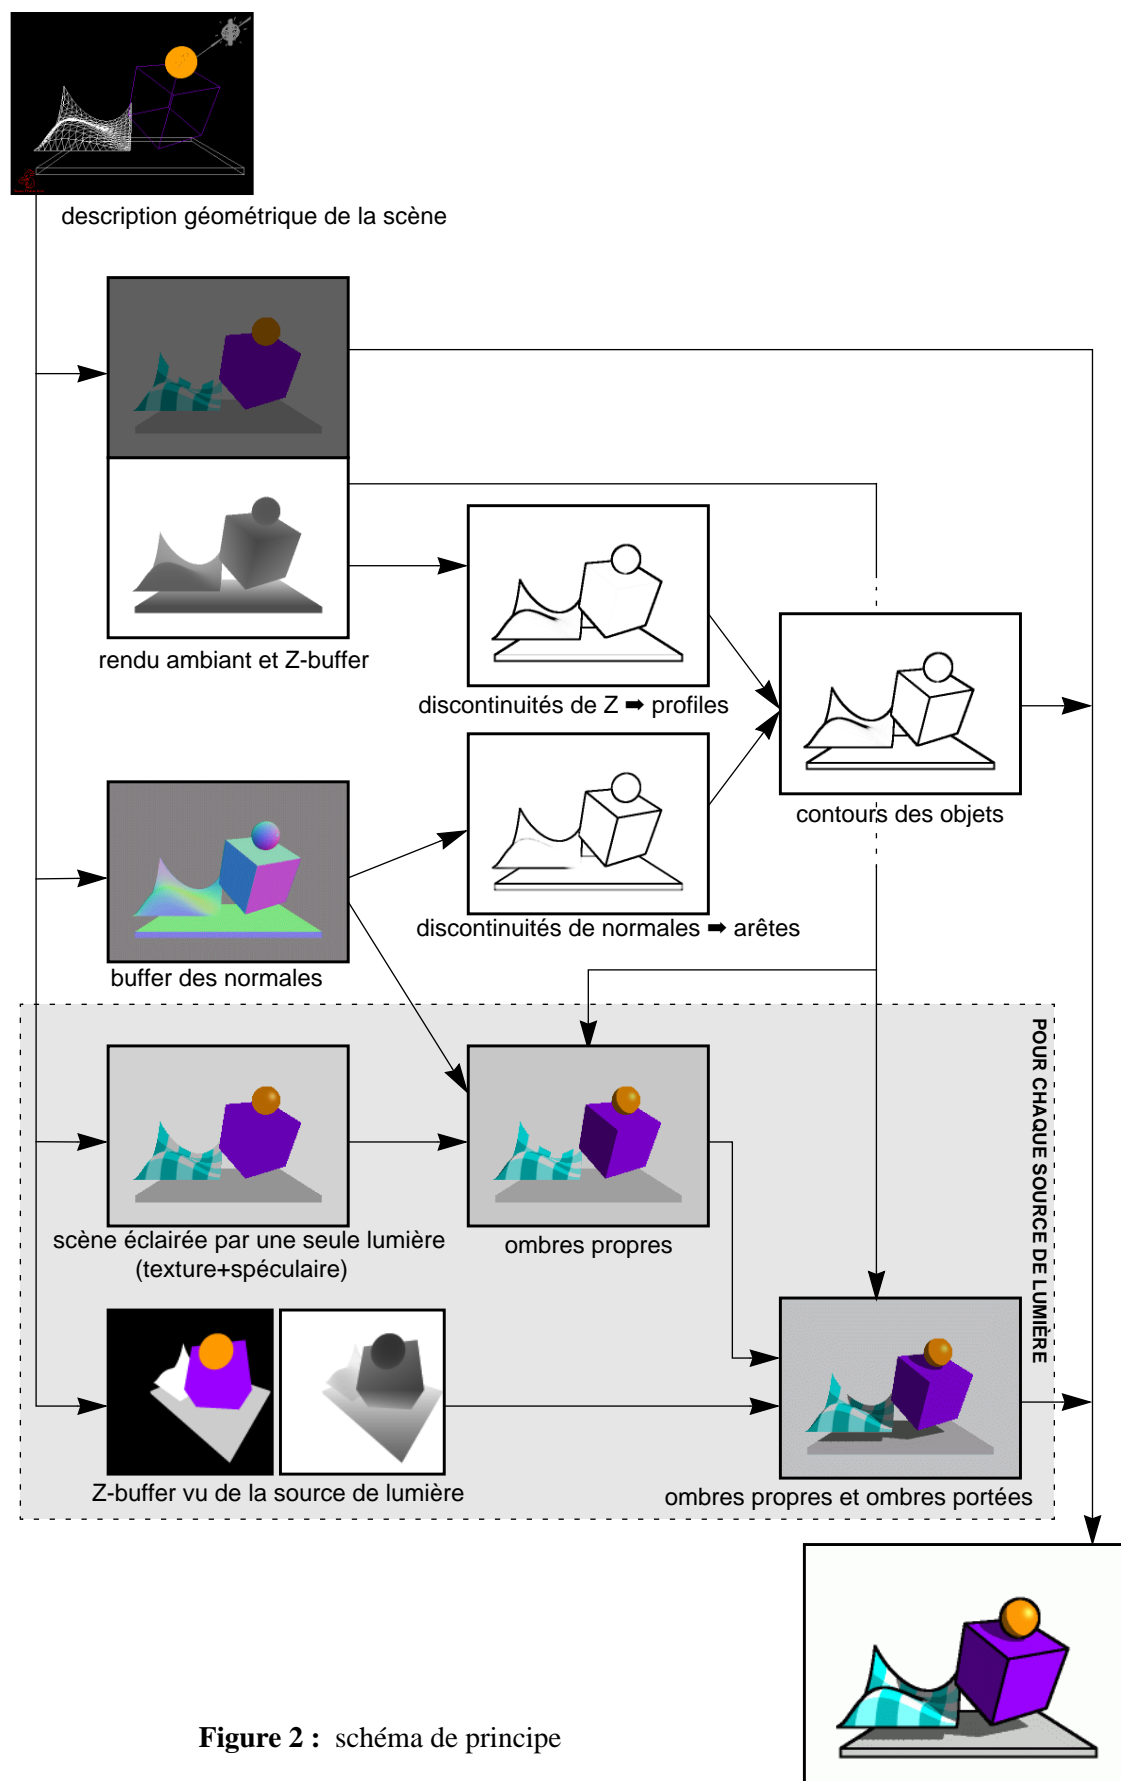 description géométrique de la scène
rendu ambiant et Z-buffer
discontinuités de Z ➡ profiles
contours des objets
discontinuités de normales ➡ arêtes
buffer des normales
POUR CHAQUE SOURCE DE LUMIÈRE
scène éclairée par une seule lumière
(texture+spéculaire)
ombres propres
Z-buffer vu de la source de lumière
ombres propres et ombres portées
Figure 2 : schéma de principe